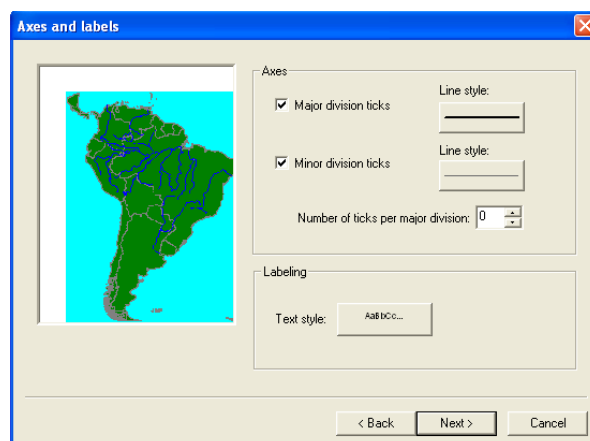 Axes and labels
Axes
Major division ticks
Line style:
Minor division ticks
Line style:
Number of ticks per major division: 0
Labeling
Text style: AaBbCc...
< Back Next > Cancel